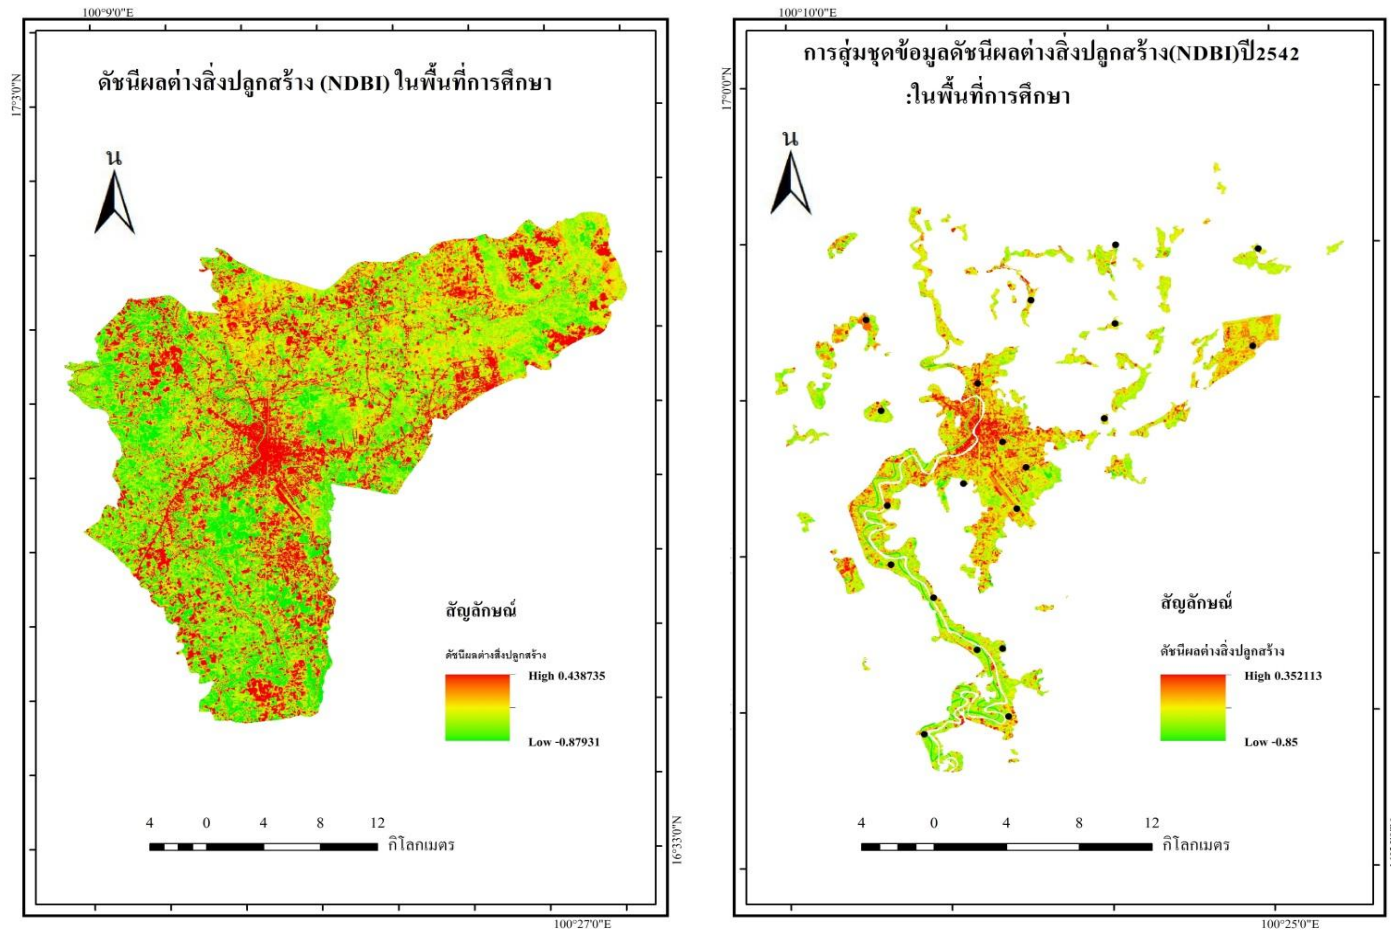 100°9'0"E
17°3'0"N
ดัชนีผลต่างสิ่งปลูกสร้าง (NDBI) ในพื้นที่การศึกษา
น
สัญลักษณ์
ดัชนีผลต่างสิ่งปลูกสร้าง
High 0.438735
Low -0.87931
4 0 4 8 12
กิโลกเมตร
16°33'0"N
100°27'0"E
100°10'0"E
17°0'0"N
การสุ่มชุดข้อมูลดัชนีผลต่างสิ่งปลูกสร้าง(NDBI)ปี2542
:ในพื้นที่การศึกษา
น
สัญลักษณ์
ดัชนีผลต่างสิ่งปลูกสร้าง
High 0.352113
Low -0.85
4 0 4 8 12
กิโลกเมตร
100°25'0"E